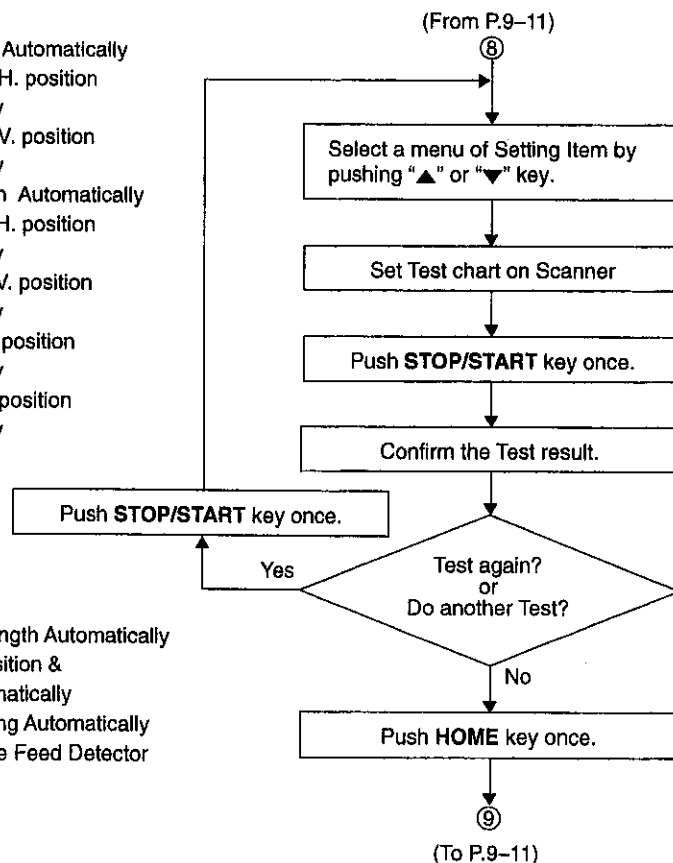 (From P.9–11)
⑧
Automatically
H. position
V. position
Automatically
H. position
V. position
position
position
Select a menu of Setting Item by
pushing “▲” or “▼” key.
Set Test chart on Scanner
Push STOP/START key once.
Confirm the Test result.
Push STOP/START key once.
Test again?
or
Do another Test?
Yes
No
ngth Automatically
sition &
matically
ng Automatically
e Feed Detector
Push HOME key once.
⑨
(To P.9–11)